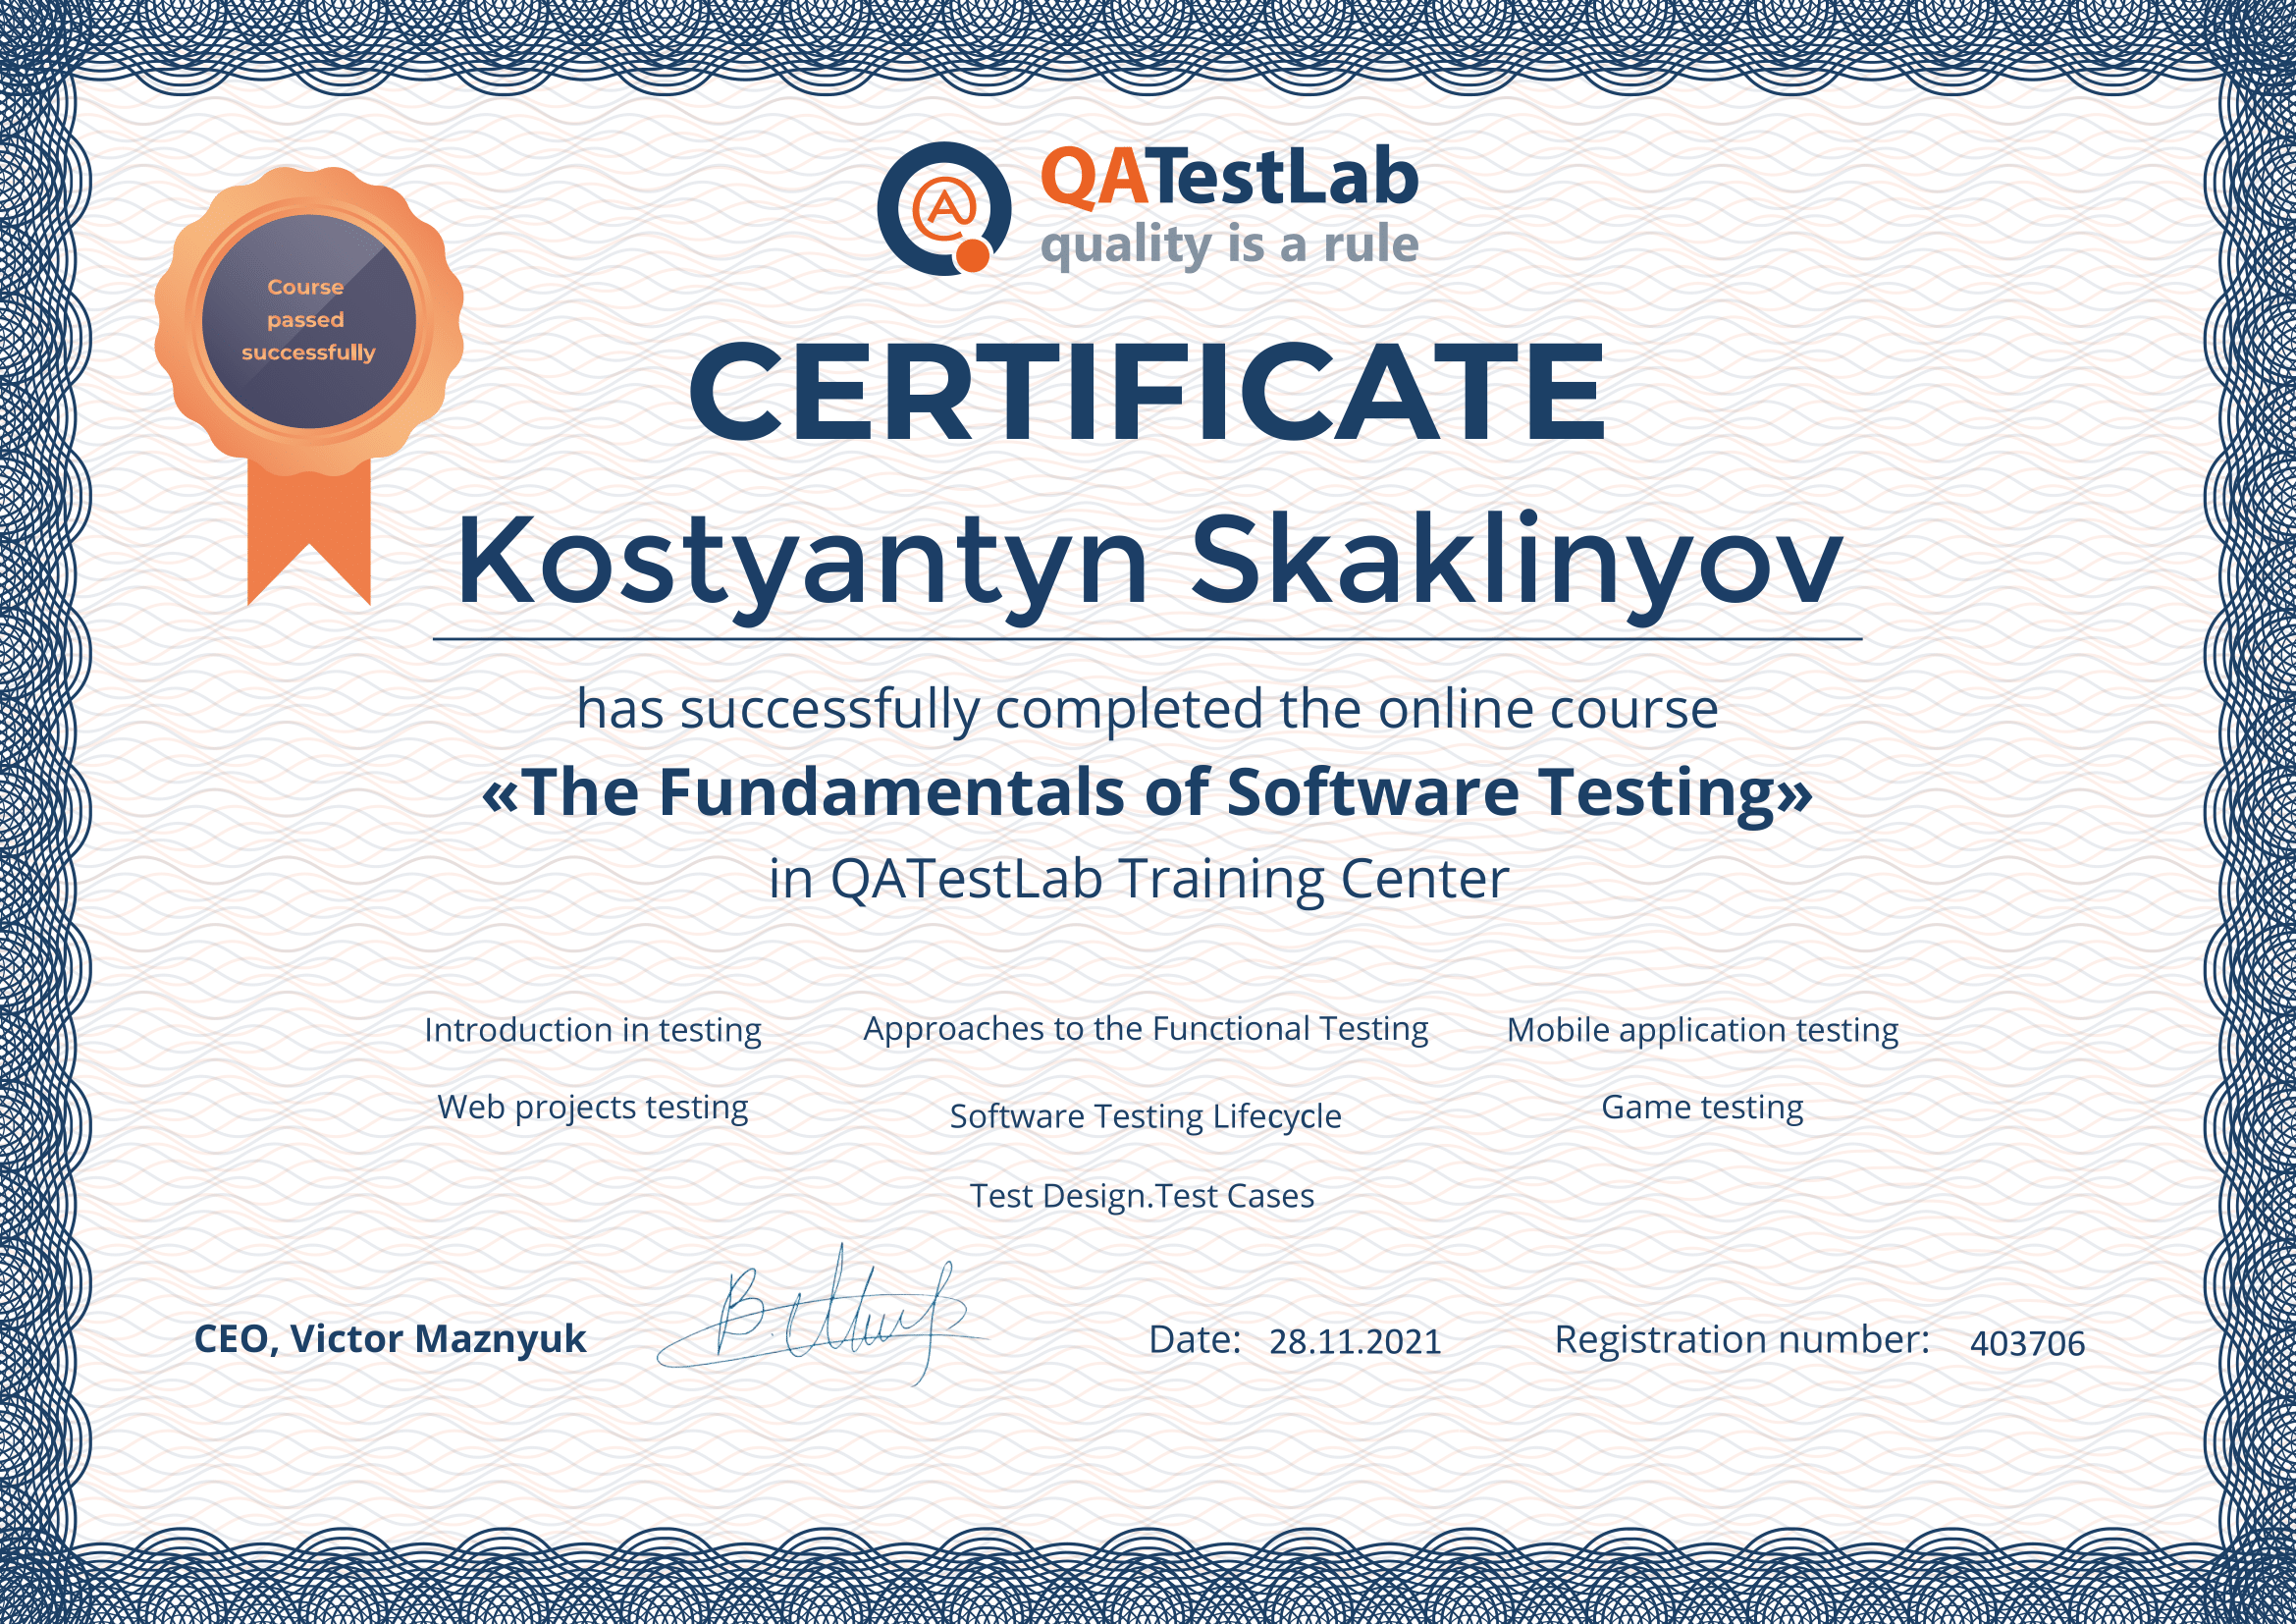 QATestLab
quality is a rule
Course
passed
successfully
CERTIFICATE
Kostyantyn Skaklinyov
has successfully completed the online course
«The Fundamentals of Software Testing»
in QATestLab Training Center
Introduction in testing
Approaches to the Functional Testing
Mobile application testing
Web projects testing
Software Testing Lifecycle
Game testing
Test Design.Test Cases
CEO, Victor Maznyuk
Date: 28.11.2021
Registration number: 403706